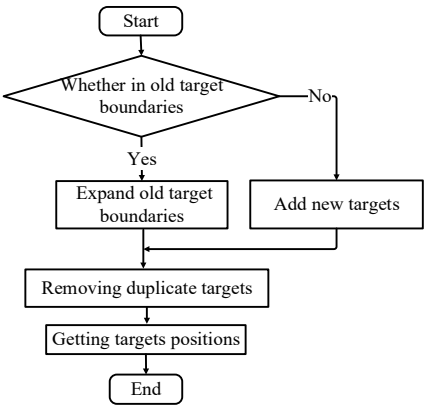 Start
Whether in old target
boundaries
No
Yes
Expand old target
boundaries
Add new targets
Removing duplicate targets
Getting targets positions
End